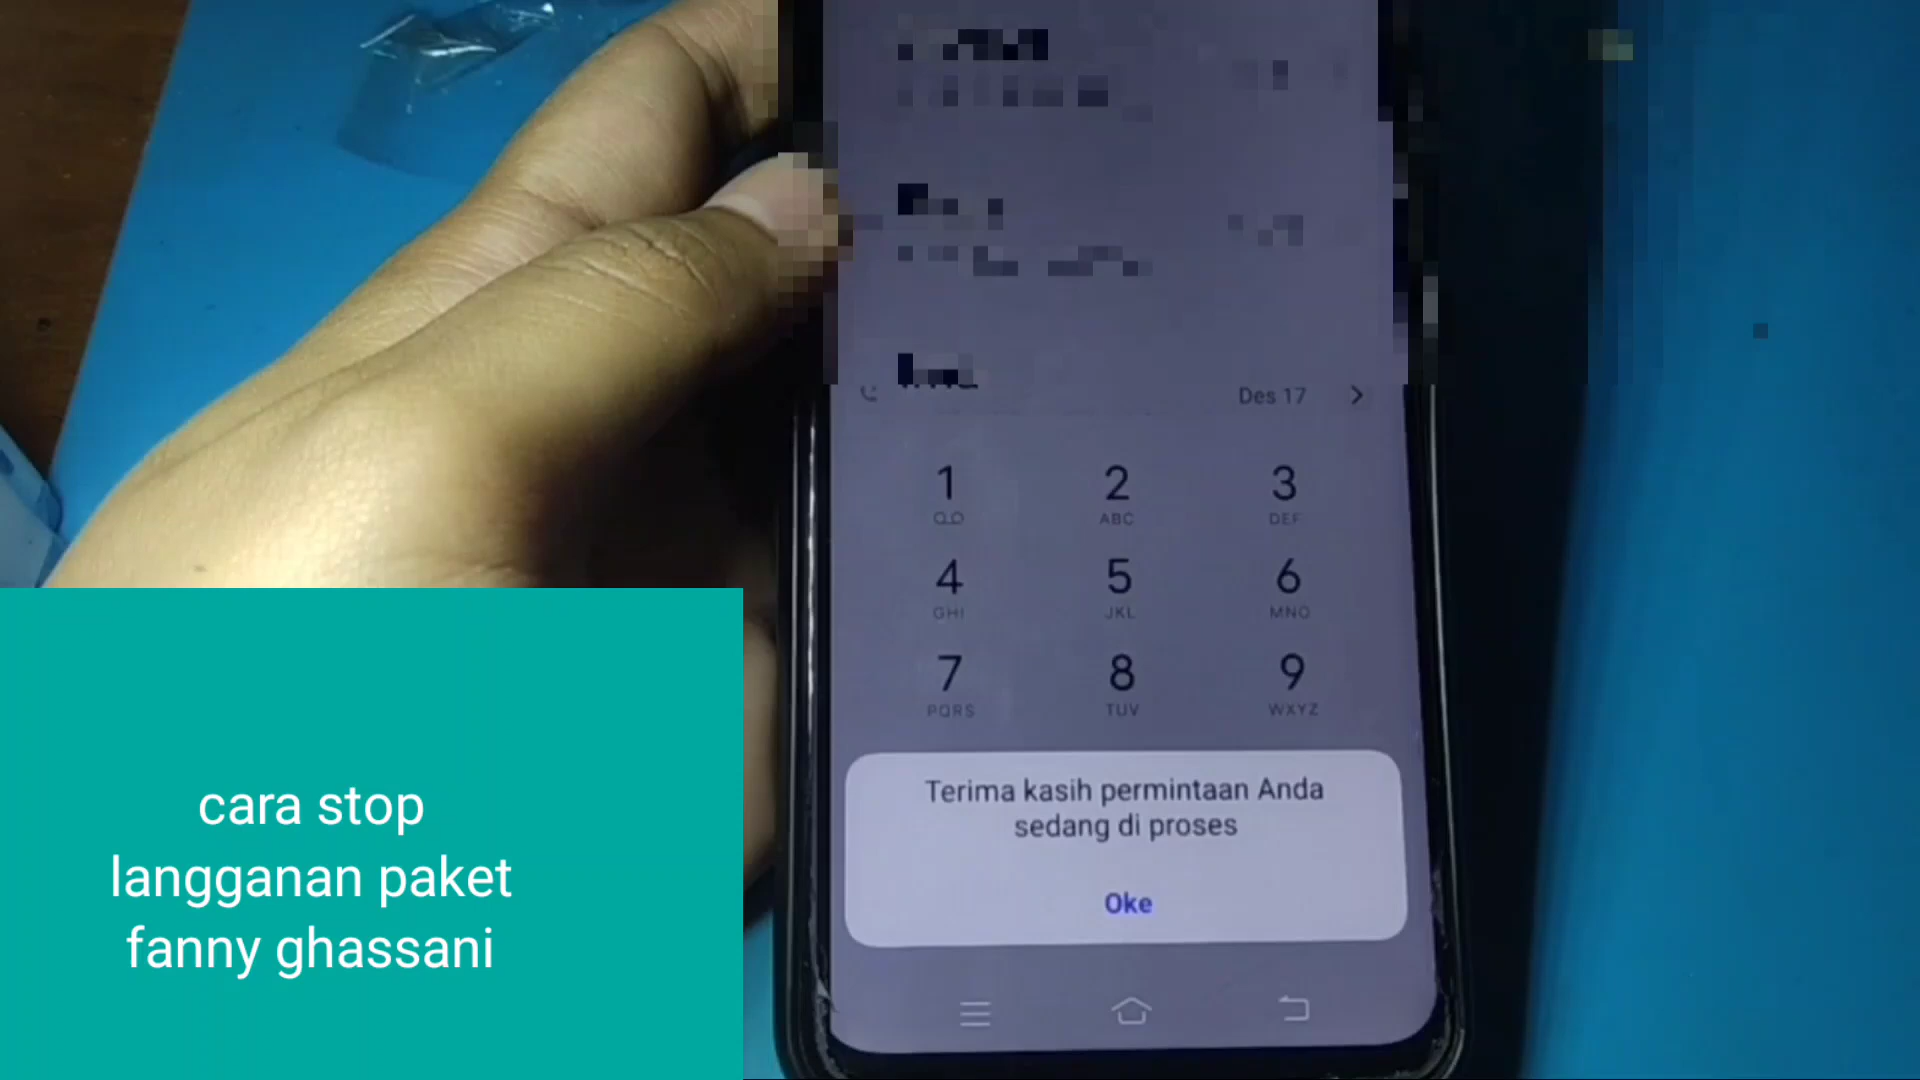 Des 17
1 2 3
ABC DEF
4 5 6
GHI JKL MNO
7 8 9
PQRS TUV WXYZ
Terima kasih permintaan Anda
sedang di proses
Oke
cara stop
langganan paket
fanny ghassani